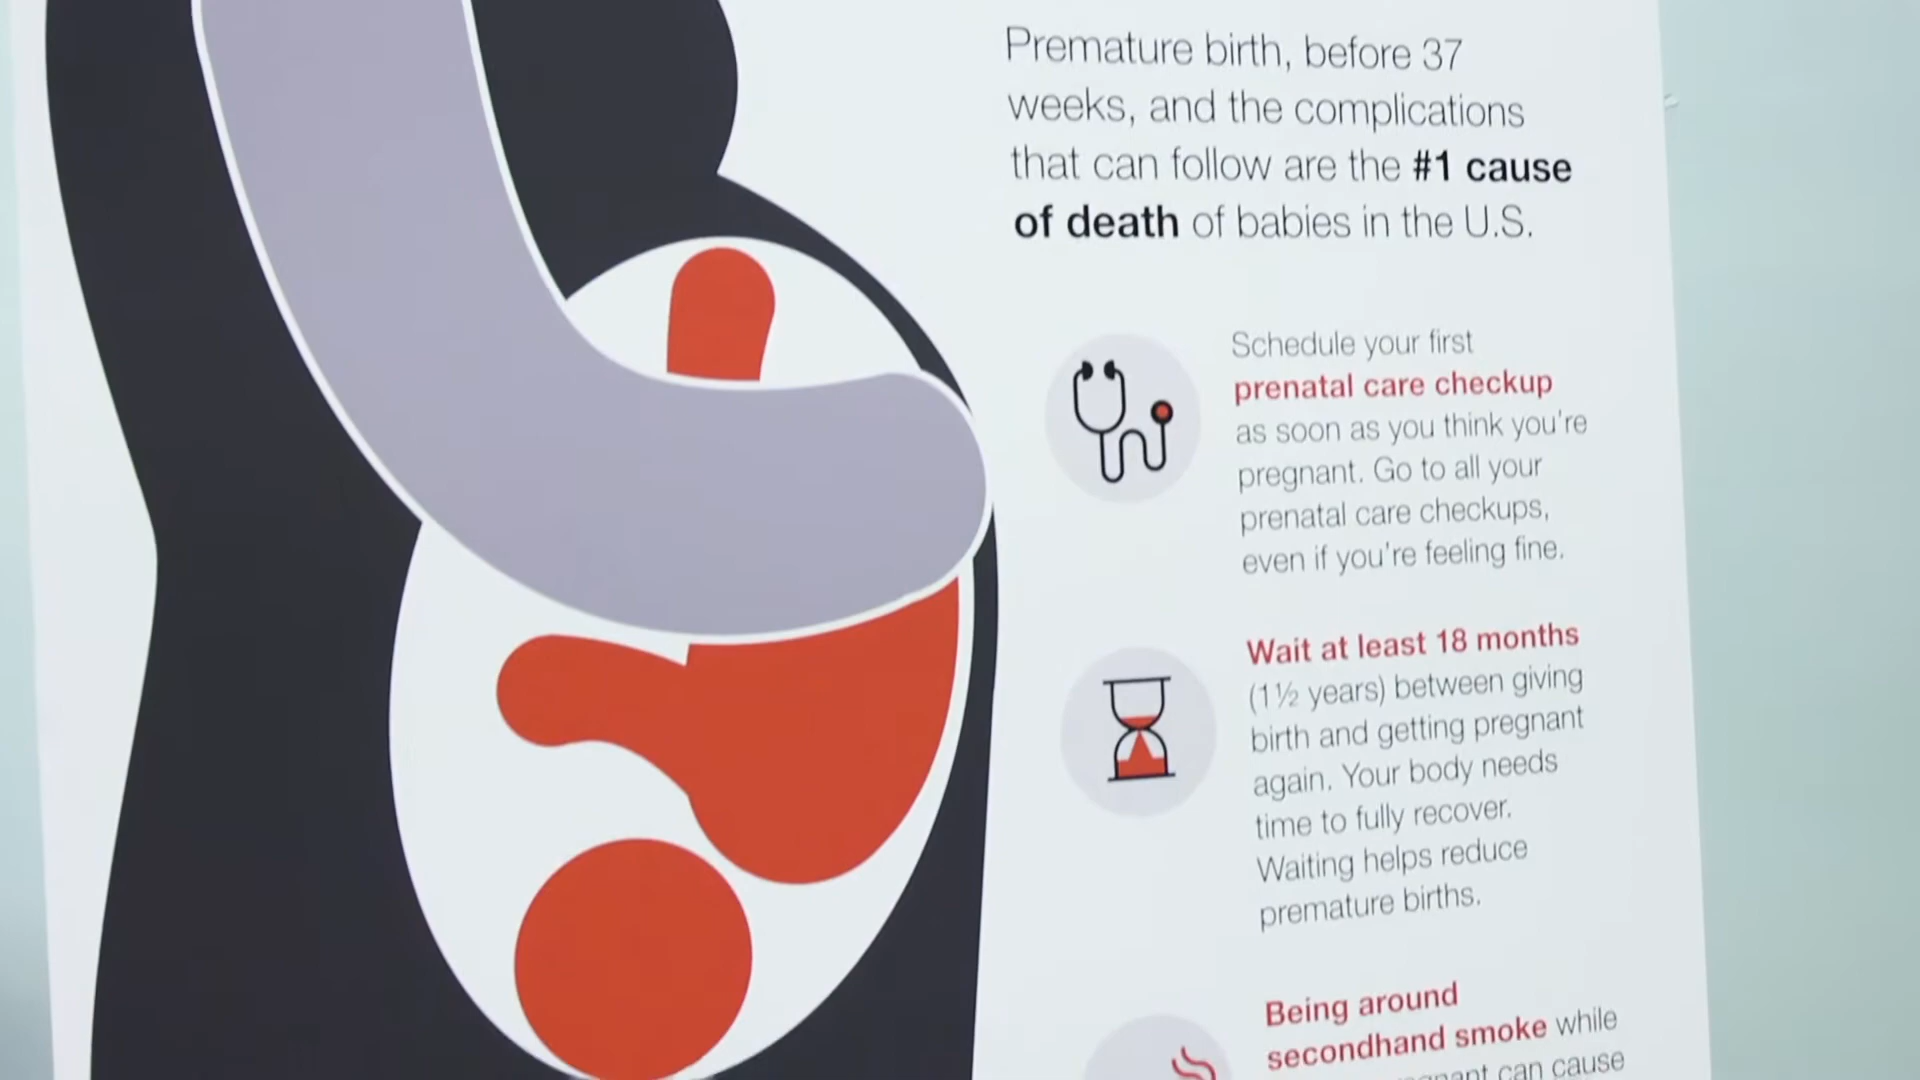 Premature birth, before 37
weeks, and the complications
that can follow are the #1 cause
of death of babies in the U.S.
Schedule your first
prenatal care checkup
as soon as you think you're
pregnant. Go to all your
prenatal care checkups,
even if you're feeling fine.
Wait at least 18 months
(1½ years) between giving
birth and getting pregnant
again. Your body needs
time to fully recover.
Waiting helps reduce
premature births.
Being around
secondhand smoke while
can cause